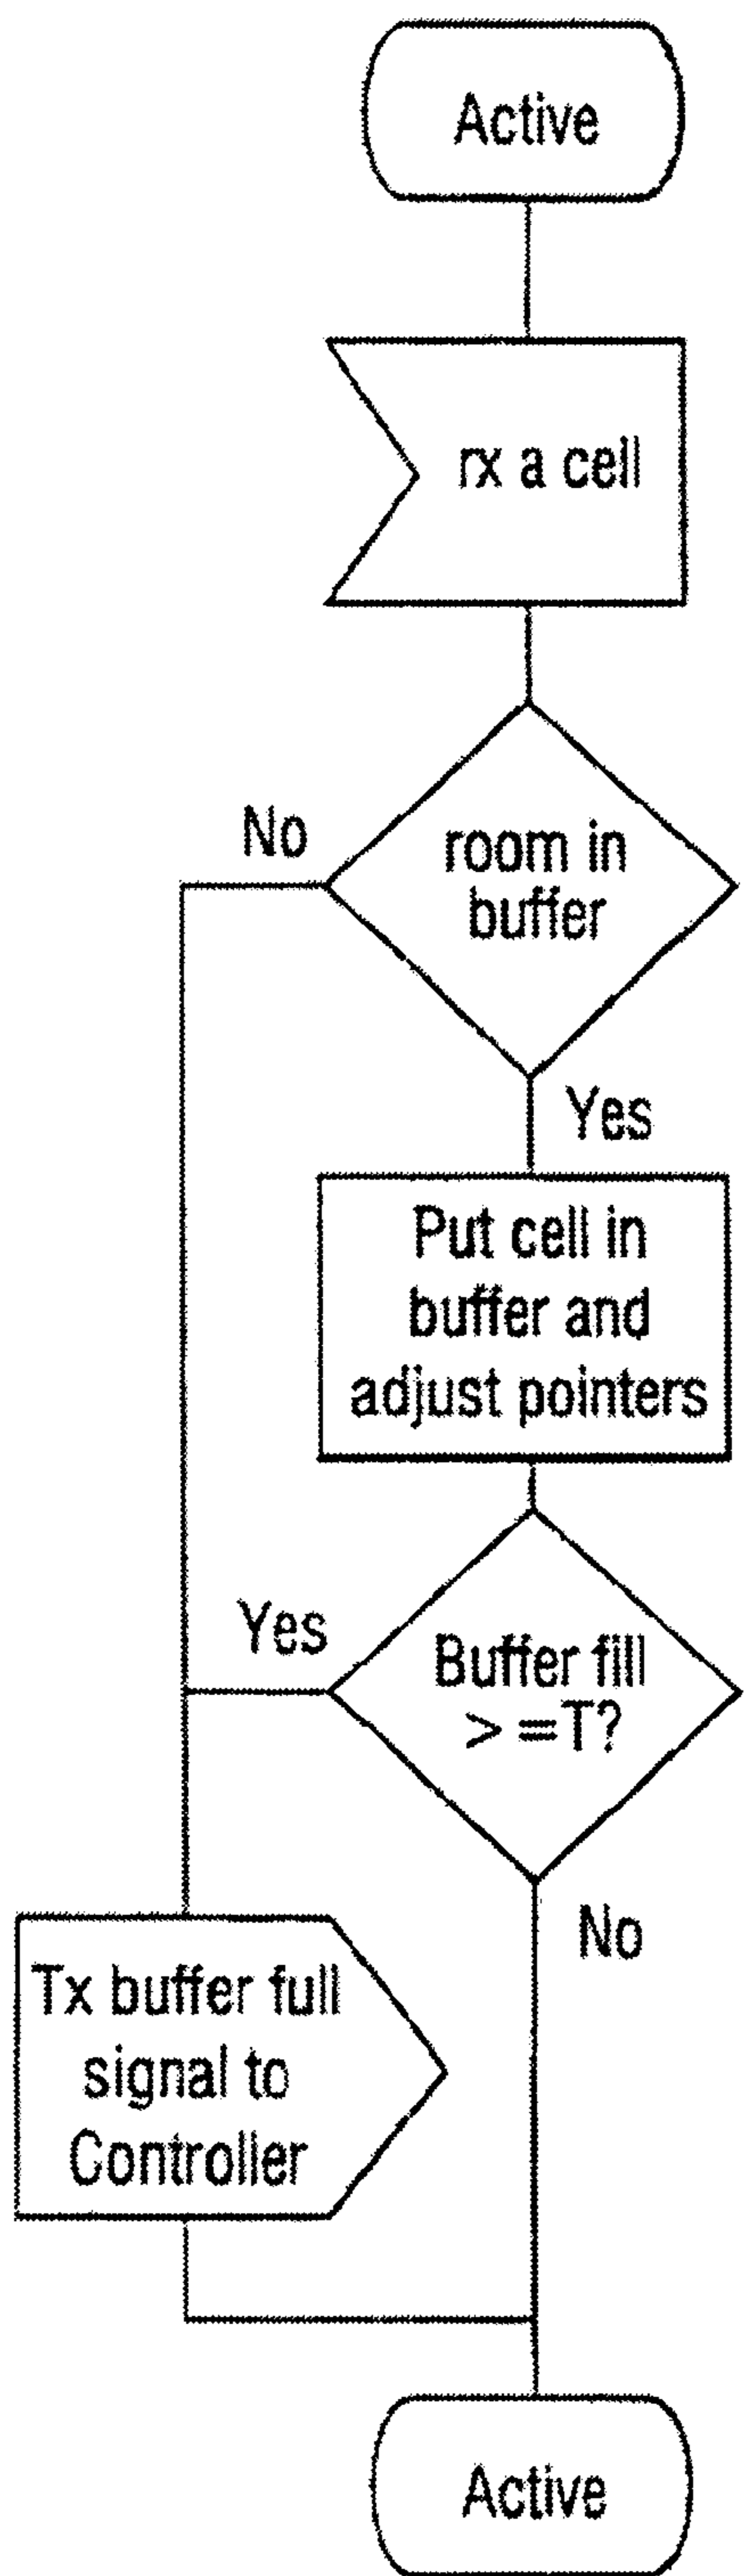 Active
rx a cell
No
room in
buffer
Yes
Put cell in
buffer and
adjust pointers
Yes
Buffer fill
> =T?
No
Tx buffer full
signal to
Controller
Active